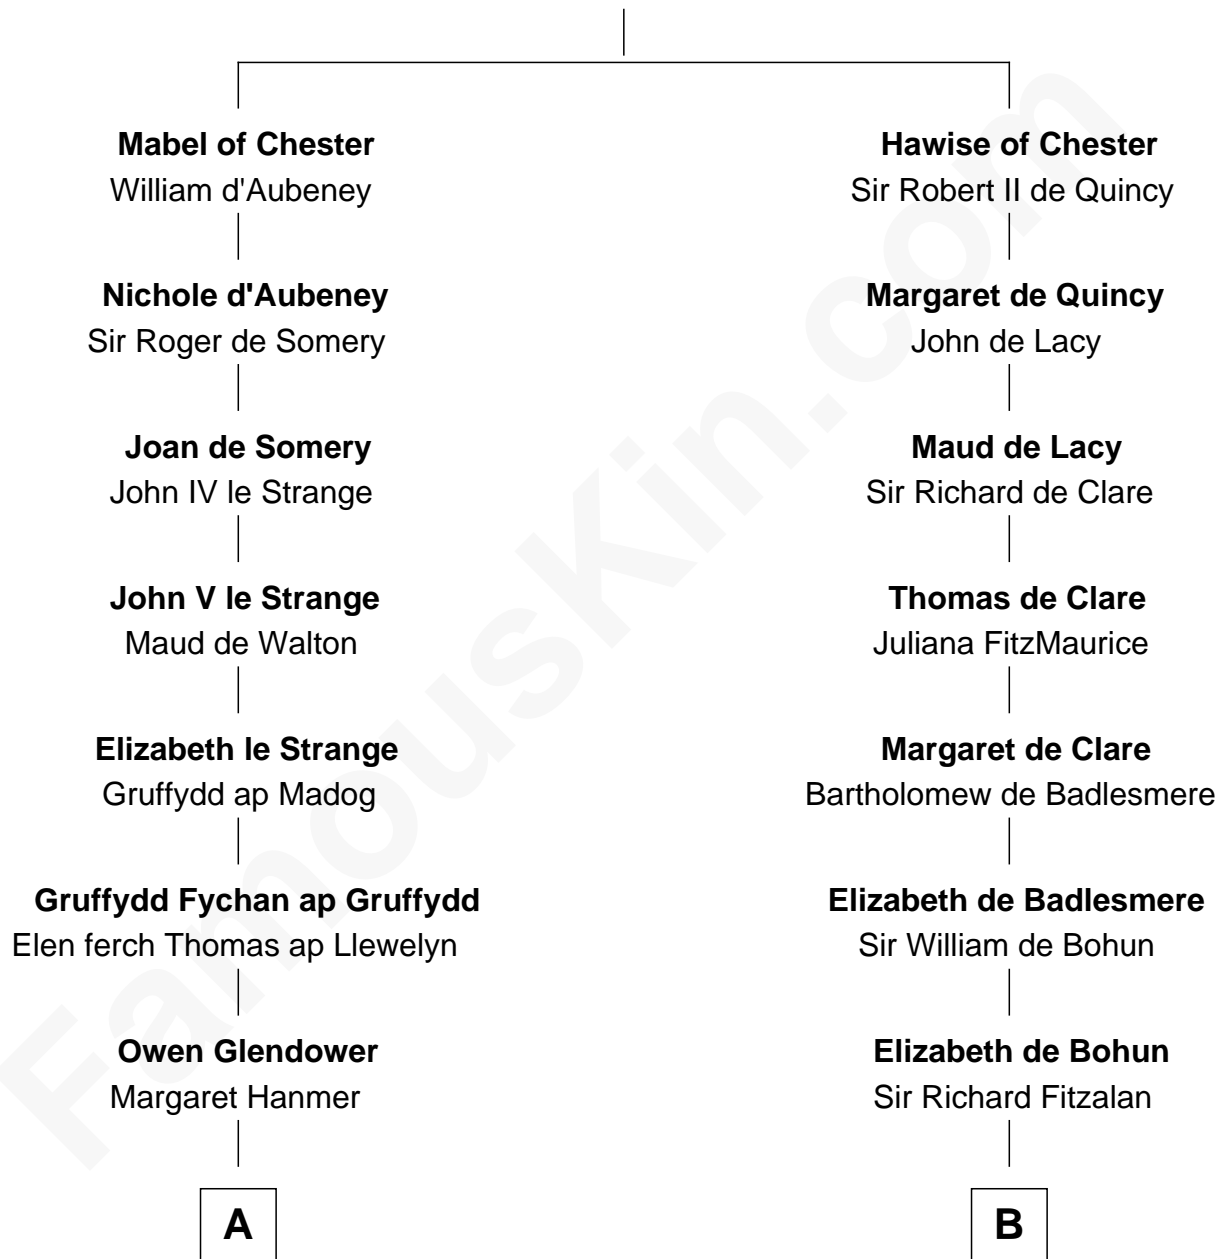 Mabel of Chester
William d'Aubeney
Nichole d'Aubeney
Sir Roger de Somery
Joan de Somery
John IV le Strange
John V le Strange
Maud de Walton
Elizabeth le Strange
Gruffydd ap Madog
Gruffydd Fychan ap Gruffydd
Elen ferch Thomas ap Llewelyn
Owen Glendower
Margaret Hanmer
A
Hawise of Chester
Sir Robert II de Quincy
Margaret de Quincy
John de Lacy
Maud de Lacy
Sir Richard de Clare
Thomas de Clare
Juliana FitzMaurice
Margaret de Clare
Bartholomew de Badlesmere
Elizabeth de Badlesmere
Sir William de Bohun
Elizabeth de Bohun
Sir Richard Fitzalan
B
FamousKin.com